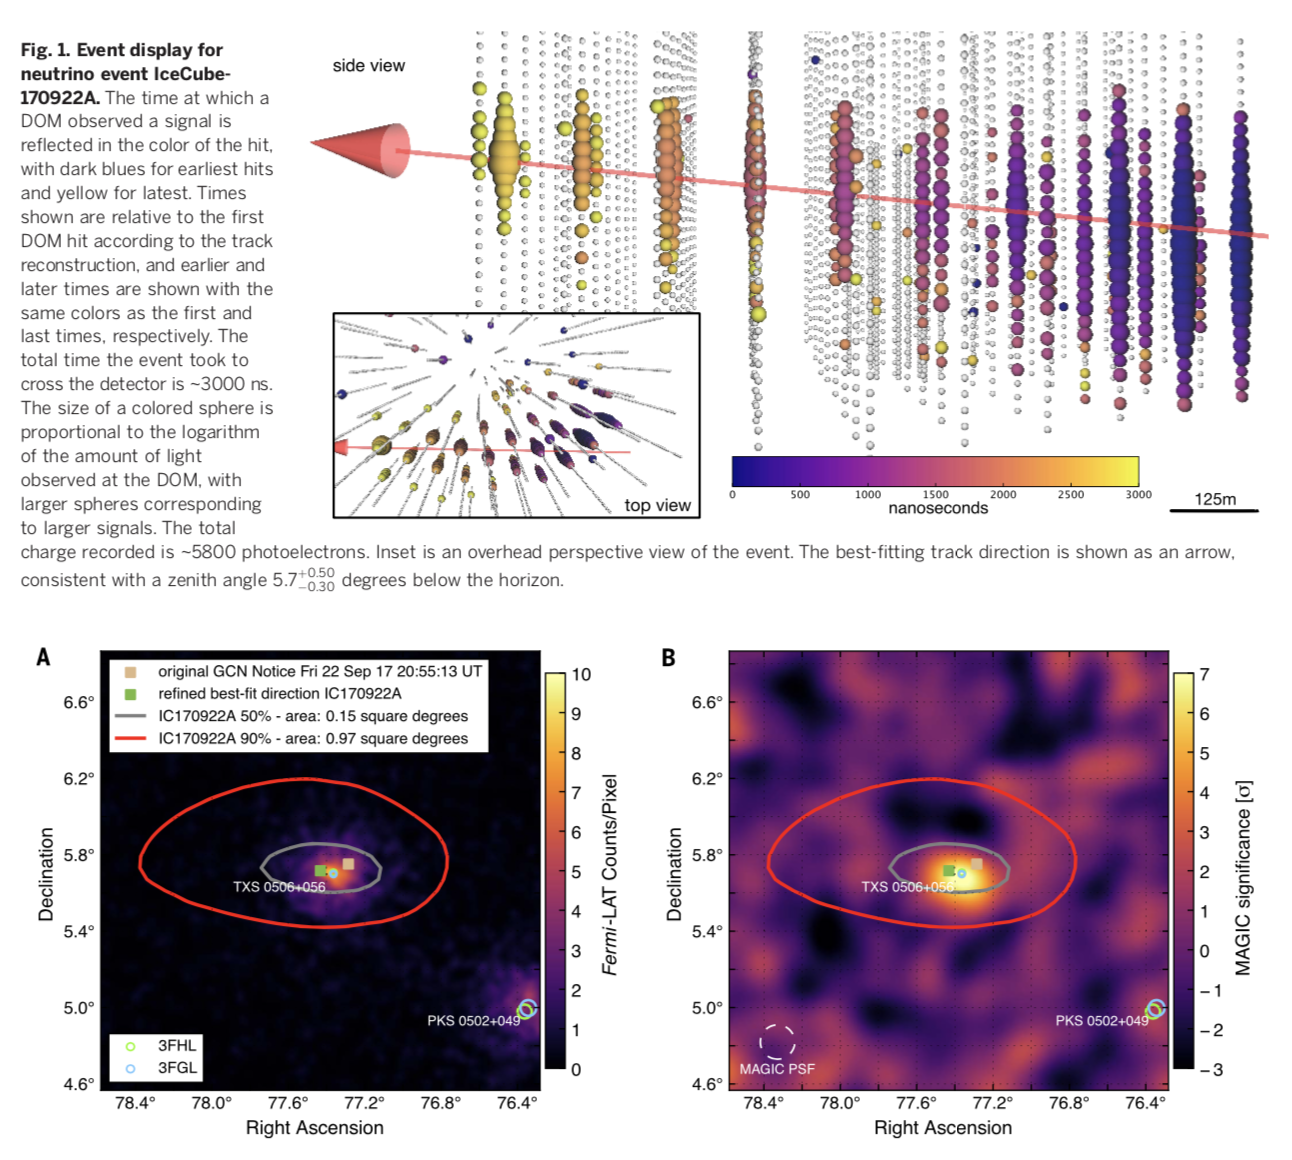 Fig. 1. Event display for
neutrino event IceCube-
170922A. The time at which a
DOM observed a signal is
reflected in the color of the hit,
with dark blues for earliest hits
and yellow for latest. Times
shown are relative to the first
DOM hit according to the track
reconstruction, and earlier and
later times are shown with the
same colors as the first and
last times, respectively. The
total time the event took to
cross the detector is ~3000 ns.
The size of a colored sphere is
proportional to the logarithm
of the amount of light
observed at the DOM, with
larger spheres corresponding
to larger signals. The total
charge recorded is ~5800 photoelectrons. Inset is an overhead perspective view of the event. The best-fitting track direction is shown as an arrow,
consistent with a zenith angle 5.7+0.50−0.30 degrees below the horizon.
side view
top view
0 500 1000 1500 2000 2500 3000
nanoseconds
125m
A
original GCN Notice Fri 22 Sep 17 20:55:13 UT
refined best-fit direction IC170922A
IC170922A 50% - area: 0.15 square degrees
IC170922A 90% - area: 0.97 square degrees
6.6°
6.2°
5.8°
5.4°
5.0°
4.6°
Declination
TXS 0506+056
PKS 0502+049
3FHL
3FGL
78.4° 78.0° 77.6° 77.2° 76.8° 76.4°
Right Ascension
10
9
8
7
6
5
4
3
2
1
0
Fermi-LAT Counts/Pixel
B
6.6°
6.2°
5.8°
5.4°
5.0°
4.6°
Declination
TXS 0506+056
PKS 0502+049
MAGIC PSF
78.4° 78.0° 77.6° 77.2° 76.8° 76.4°
Right Ascension
7
6
5
4
3
2
1
0
−1
−2
−3
MAGIC significance [σ]